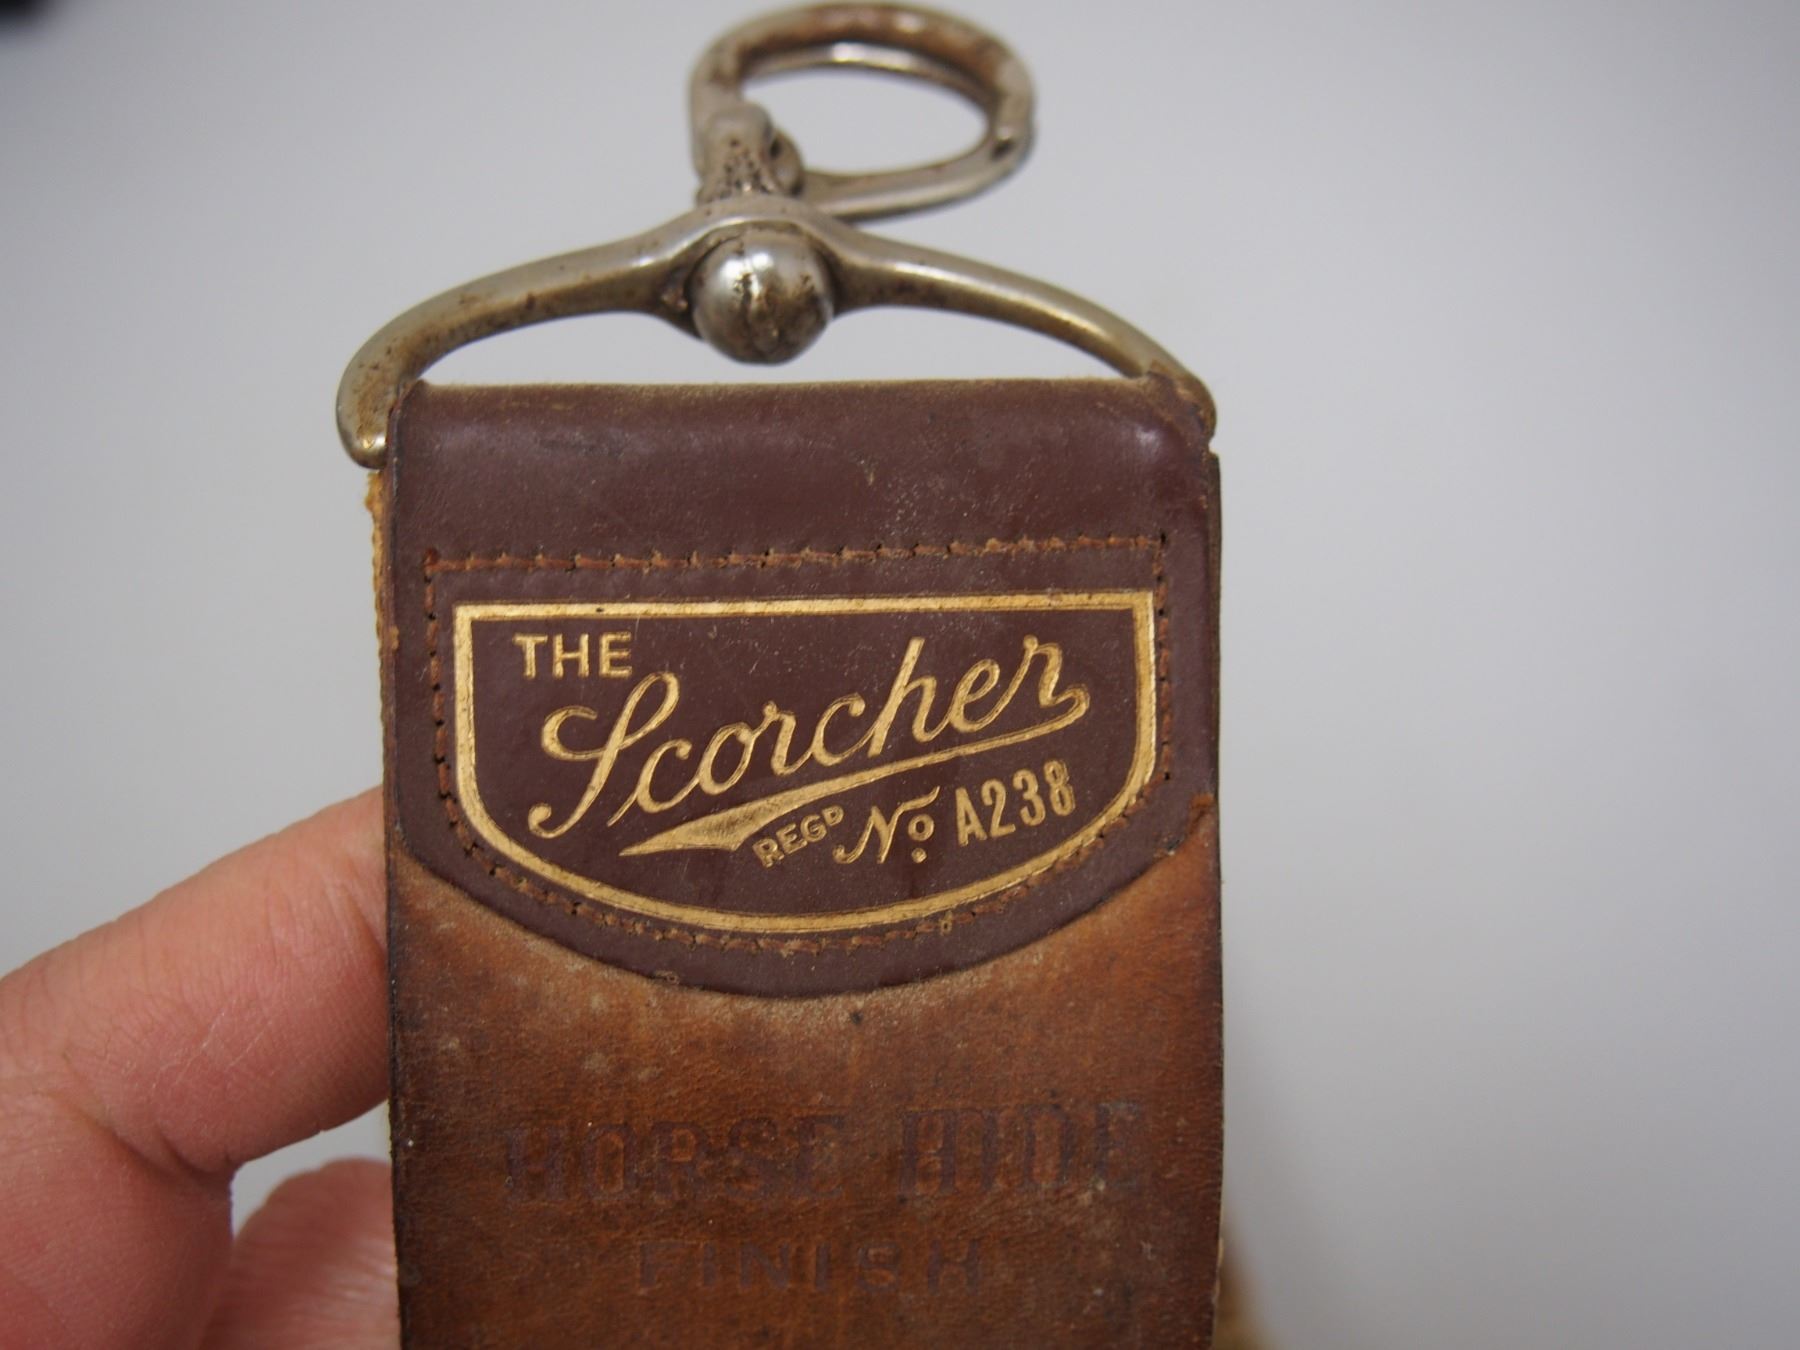 THE
Scorcher
REGD No. A238
HORSE HIDE
FINISH